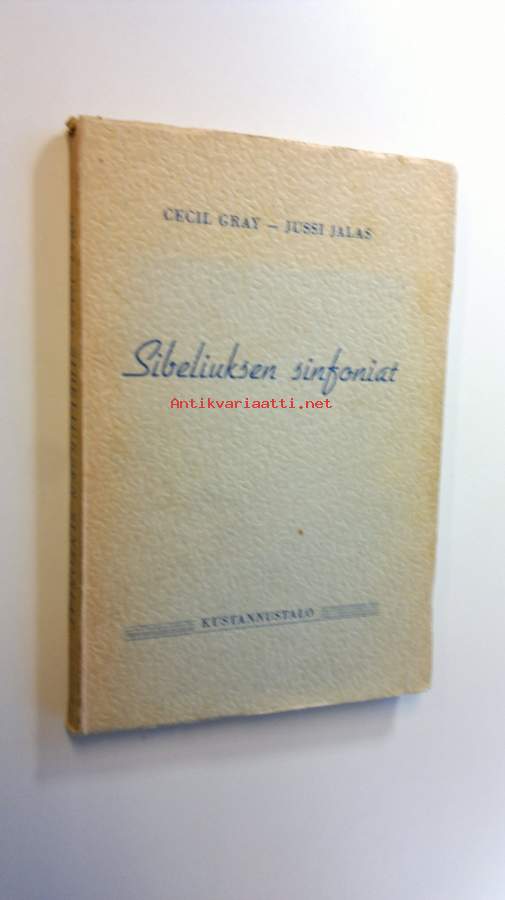 CECIL GRAY – JUSSI JALAS
Sibeliuksen sinfoniat
Antikvariaatti.net
KUSTANNUSTALO